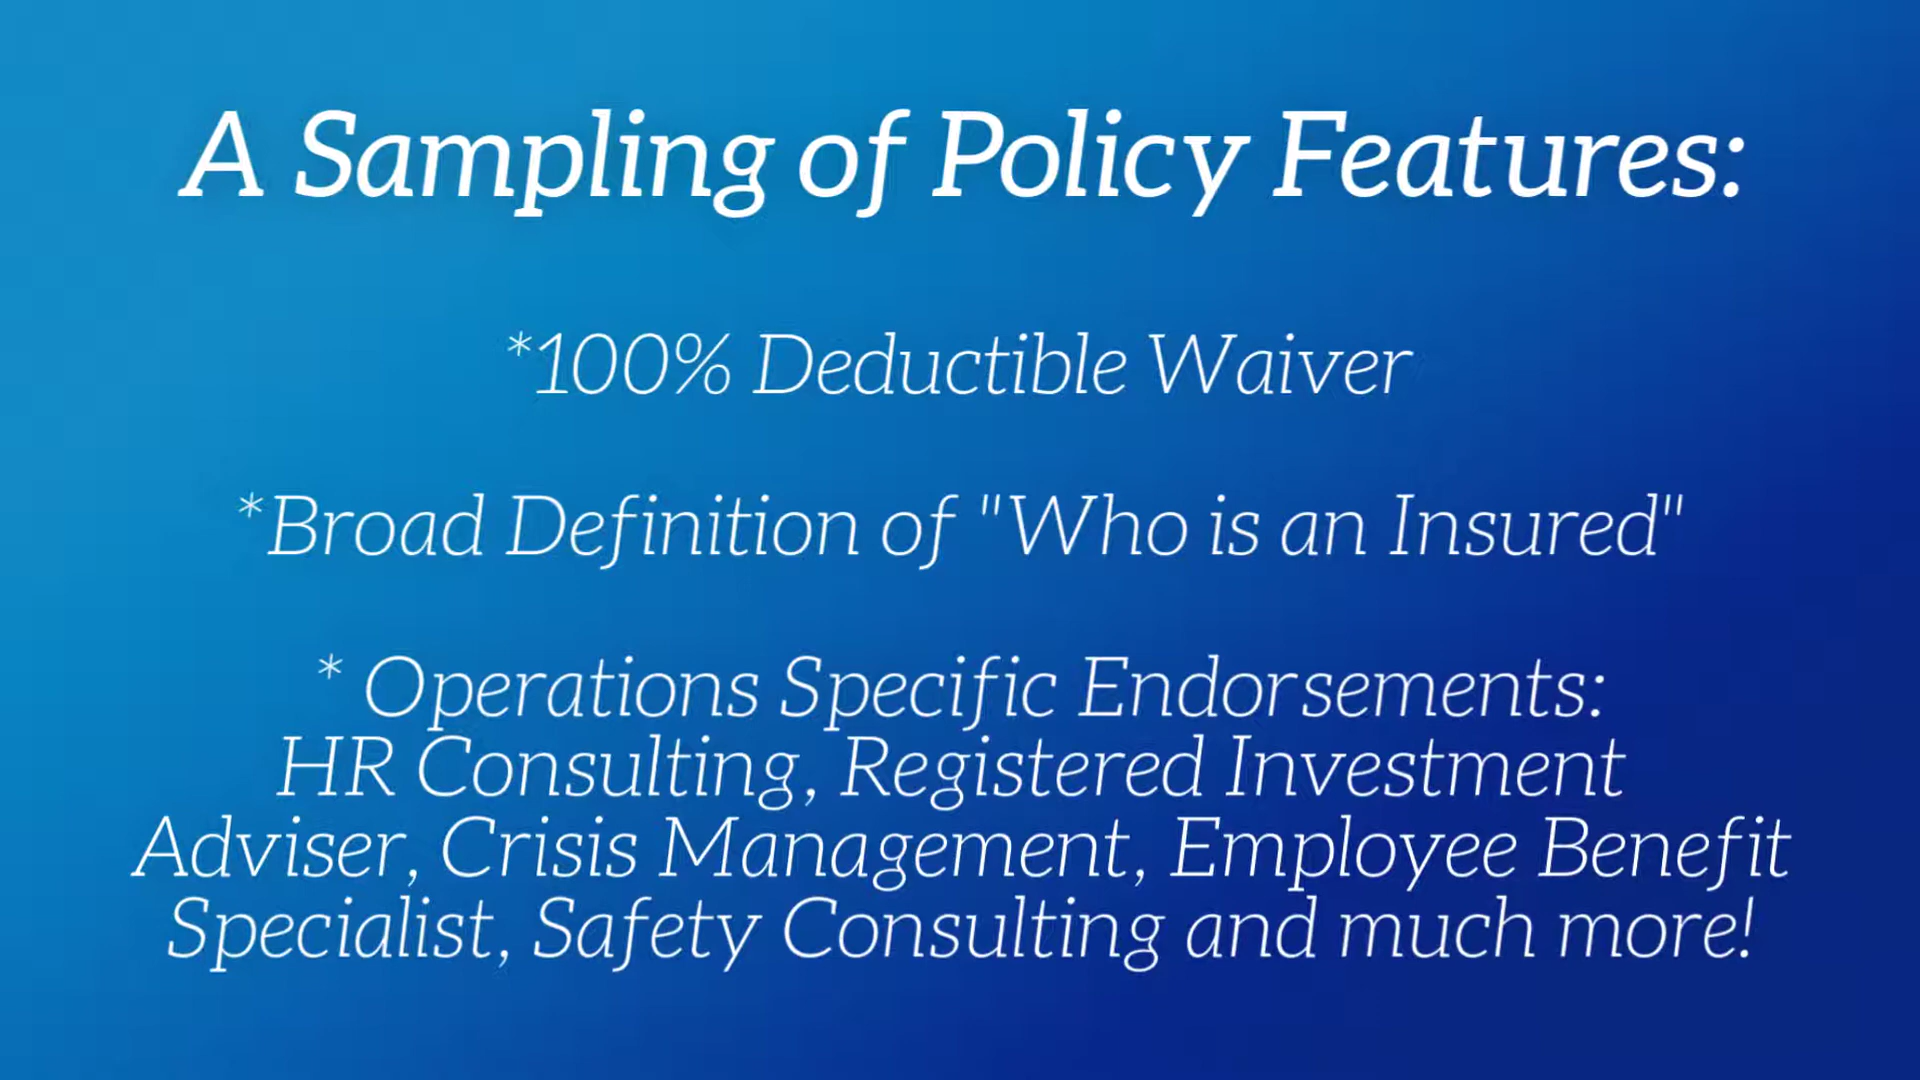 A Sampling of Policy Features:
*100% Deductible Waiver
*Broad Definition of "Who is an Insured"
* Operations Specific Endorsements:
HR Consulting, Registered Investment
Adviser, Crisis Management, Employee Benefit
Specialist, Safety Consulting and much more!